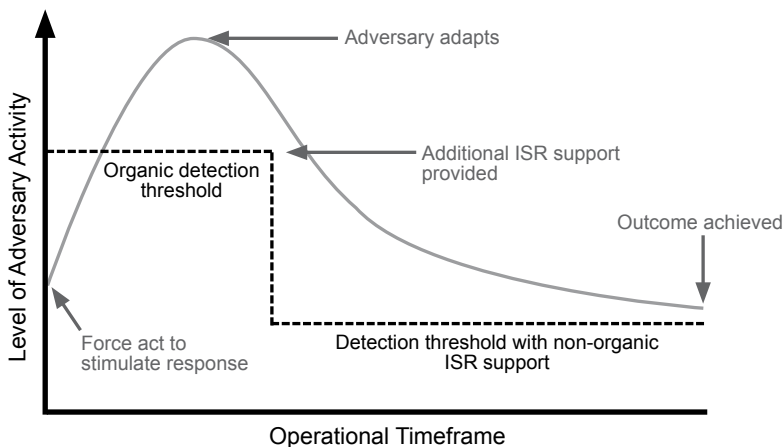 Level of Adversary Activity
Adversary adapts
Organic detection
threshold
Additional ISR support
provided
Outcome achieved
Force act to
stimulate response
Detection threshold with non-organic
ISR support
Operational Timeframe